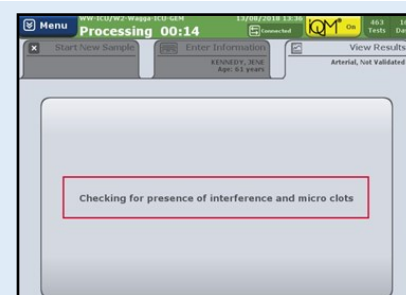 Menu
WW-ICU/W2-Wagga-ICU-GEM
13/08/2018 13:36
Processing 00:14
Connected
IQM On
463 Tests
Start New Sample
Enter Information
View Results
KENNEDY, JENE
Age: 61 years
Arterial, Not Validated
Checking for presence of interference and micro clots